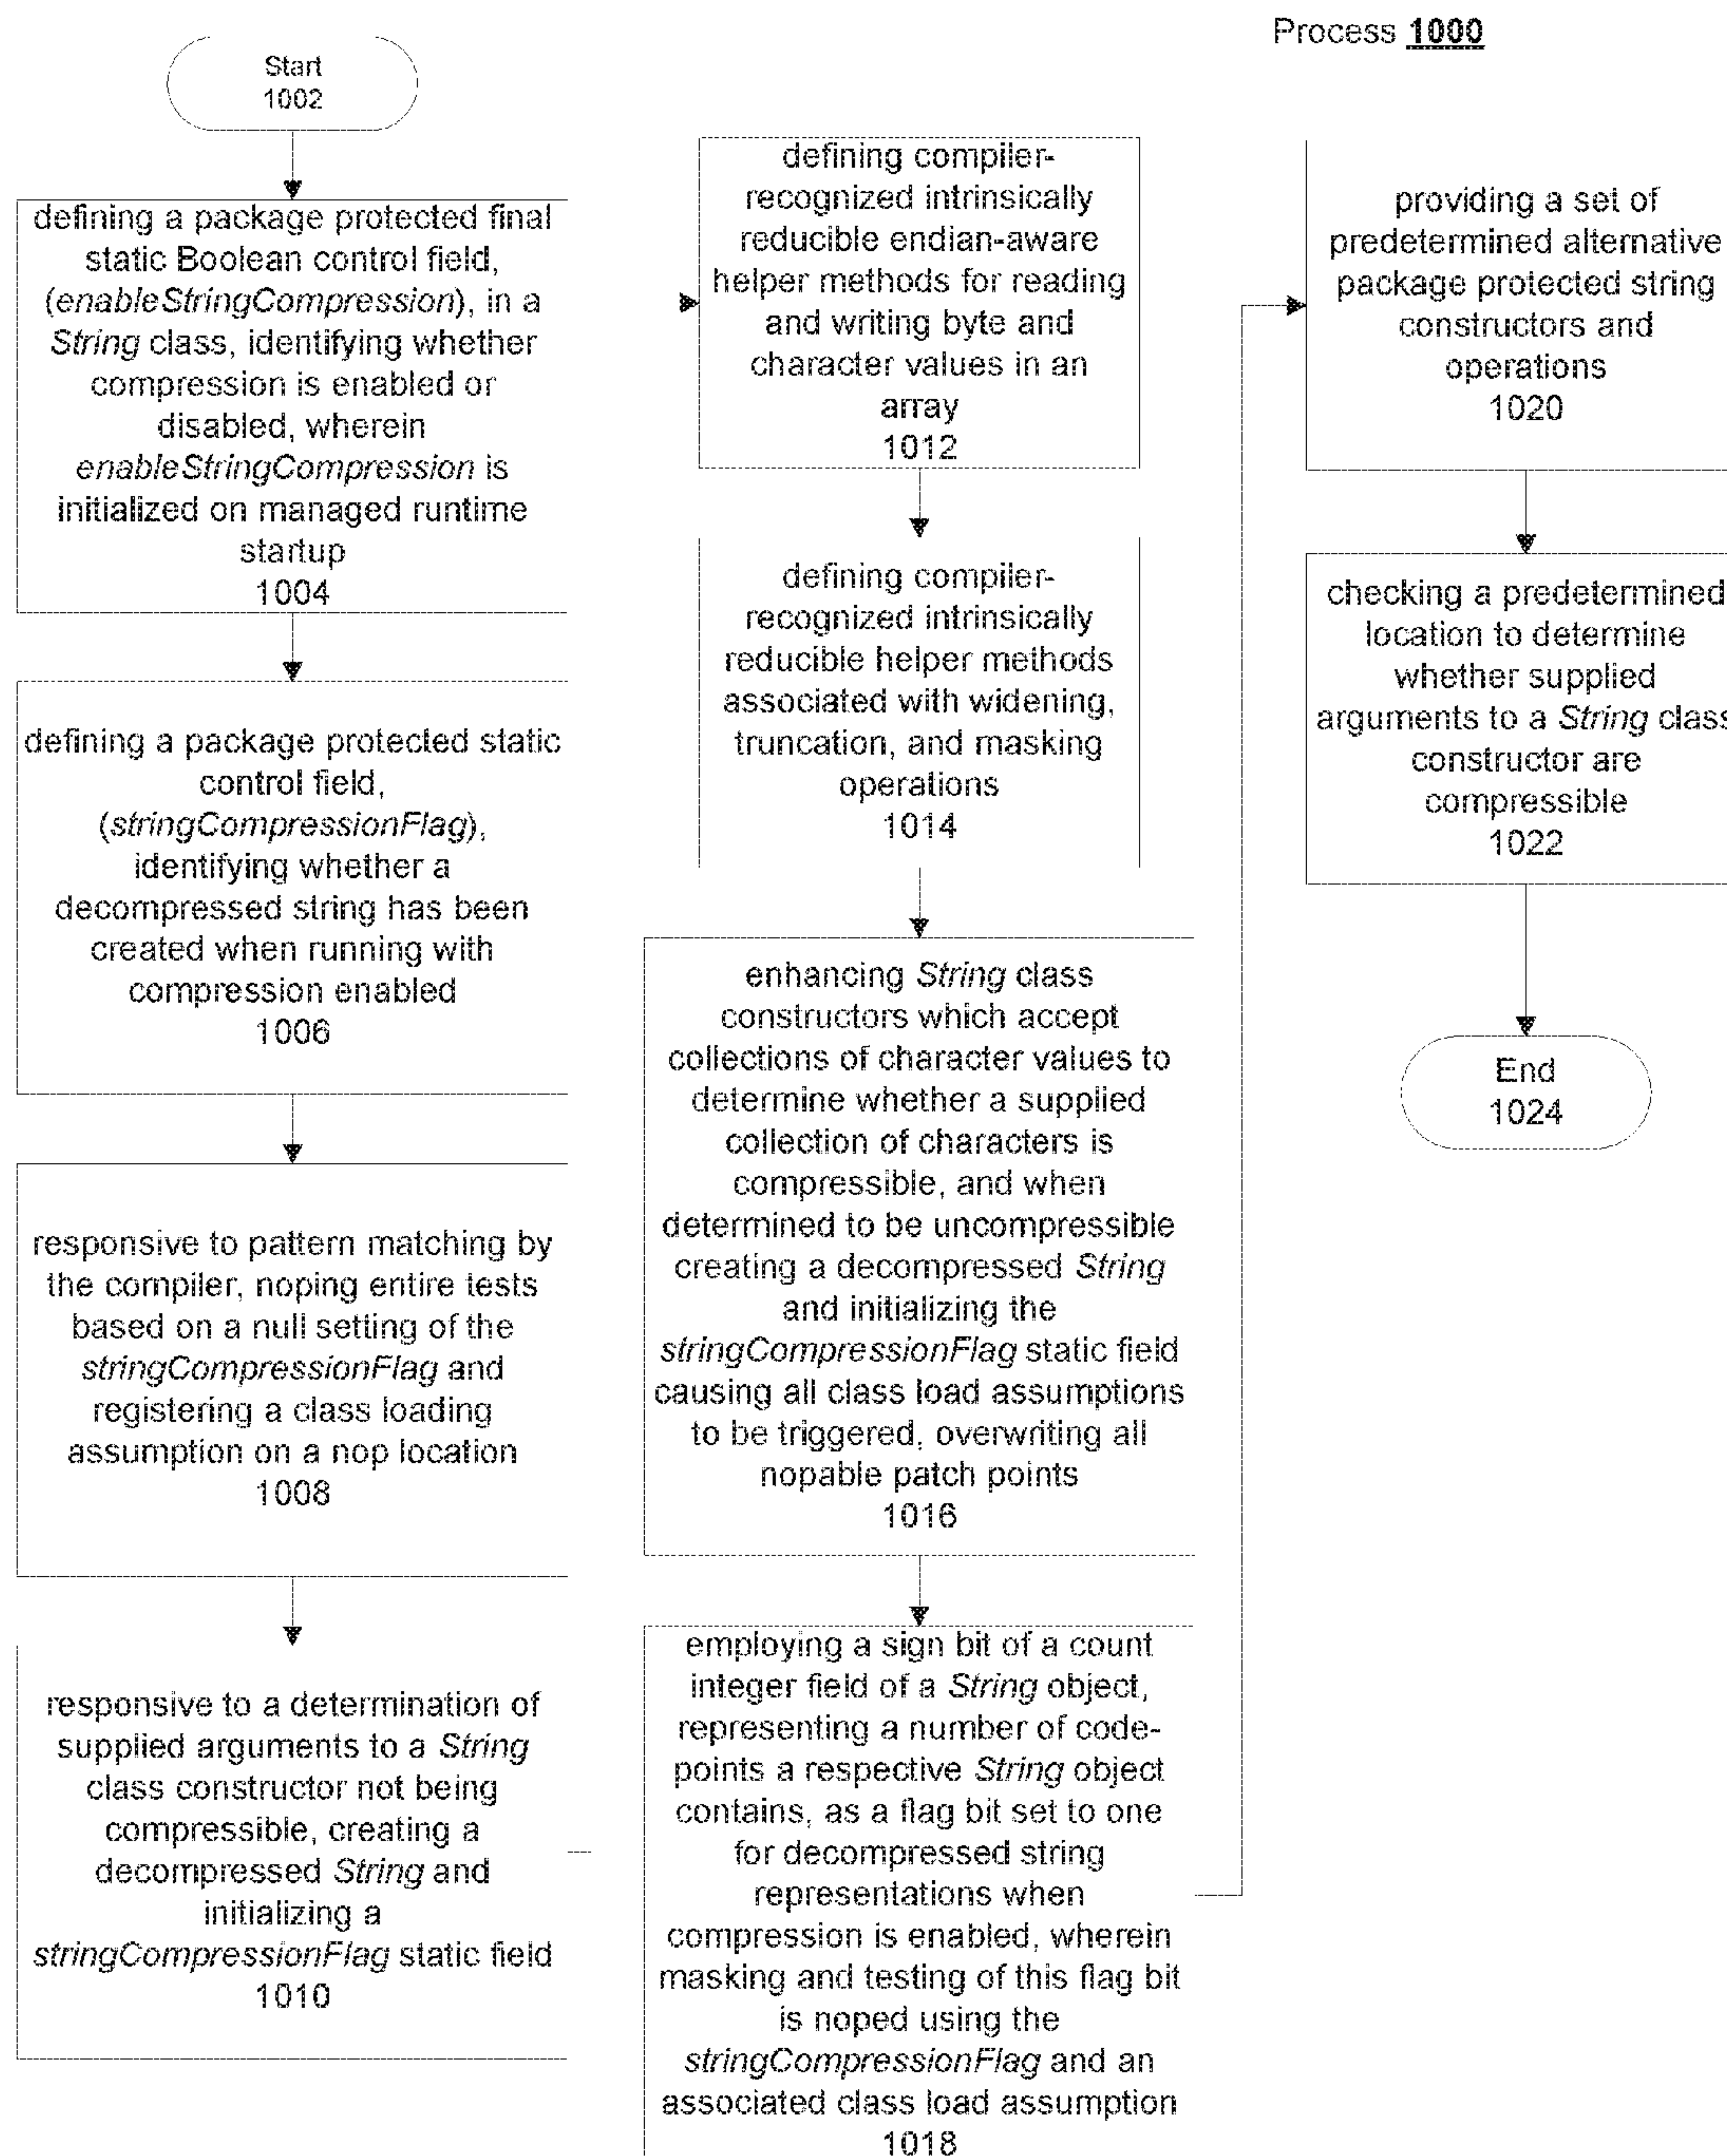 Process 1000
Start
1002
defining a package protected final
static Boolean control field,
(enableStringCompression), in a
String class, identifying whether
compression is enabled or
disabled, wherein
enableStringCompression is
initialized on managed runtime
startup
1004
defining a package protected static
control field,
(stringCompressionFlag),
identifying whether a
decompressed string has been
created when running with
compression enabled
1006
responsive to pattern matching by
the compiler, noping entire tests
based on a null setting of the
stringCompressionFlag and
registering a class loading
assumption on a nop location
1008
responsive to a determination of
supplied arguments to a String
class constructor not being
compressible, creating a
decompressed String and
initializing a
stringCompressionFlag static field
1010
defining compiler-
recognized intrinsically
reducible endian-aware
helper methods for reading
and writing byte and
character values in an
array
1012
defining compiler-
recognized intrinsically
reducible helper methods
associated with widening,
truncation, and masking
operations
1014
enhancing String class
constructors which accept
collections of character values to
determine whether a supplied
collection of characters is
compressible, and when
determined to be uncompressible
creating a decompressed String
and initializing the
stringCompressionFlag static field
causing all class load assumptions
to be triggered, overwriting all
nopable patch points
1016
employing a sign bit of a count
integer field of a String object,
representing a number of code-
points a respective String object
contains, as a flag bit set to one
for decompressed string
representations when
compression is enabled, wherein
masking and testing of this flag bit
is noped using the
stringCompressionFlag and an
associated class load assumption
1018
providing a set of
predetermined alternative
package protected string
constructors and
operations
1020
checking a predetermined
location to determine
whether supplied
arguments to a String class
constructor are
compressible
1022
End
1024